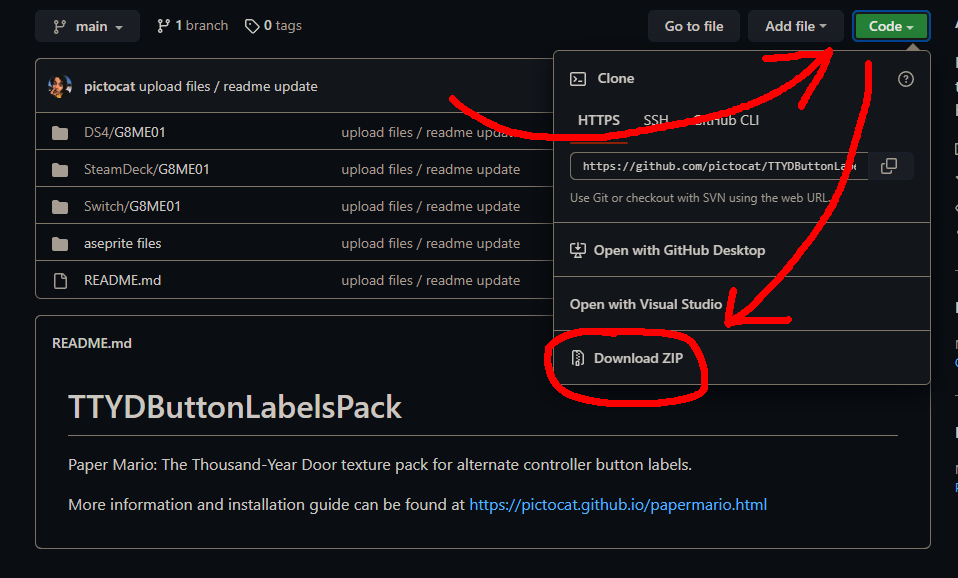 main
1 branch
0 tags
Go to file
Add file
Code
pictocat upload files / readme update
DS4/G8ME01 upload files / readme update
SteamDeck/G8ME01 upload files / readme update
Switch/G8ME01 upload files / readme update
aseprite files upload files / readme update
README.md upload files / readme update
Clone
HTTPS SSH GitHub CLI
https://github.com/pictocat/TTYDButtonLabe
Use Git or checkout with SVN using the web URL.
Open with GitHub Desktop
Open with Visual Studio
Download ZIP
README.md
TTYDButtonLabelsPack
Paper Mario: The Thousand-Year Door texture pack for alternate controller button labels.
More information and installation guide can be found at https://pictocat.github.io/papermario.html